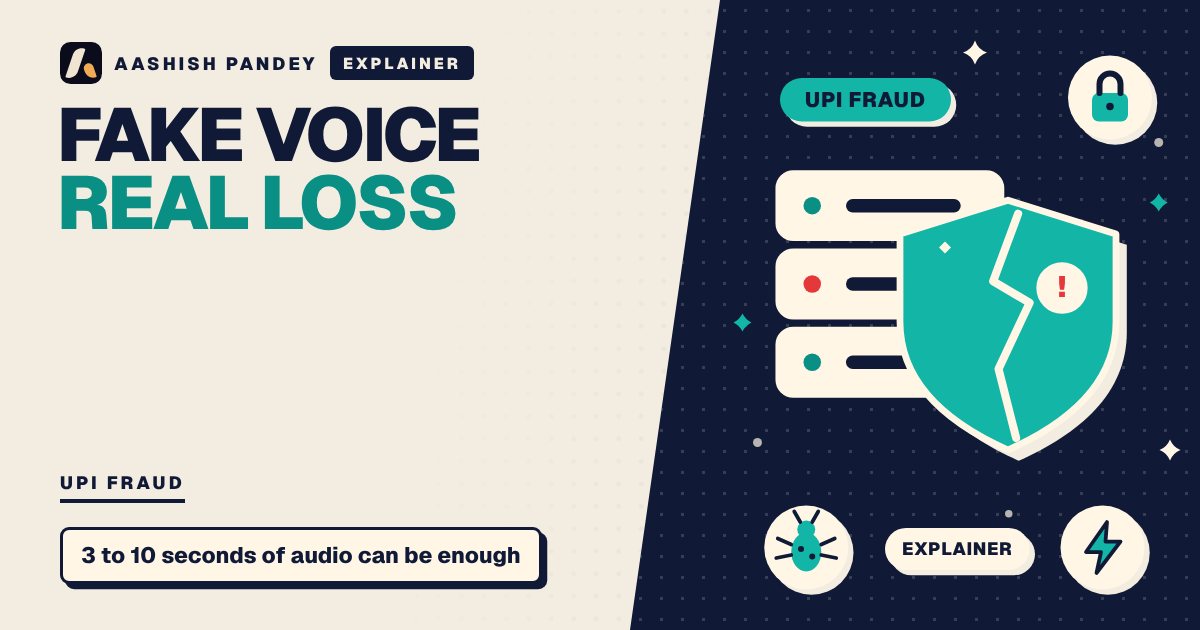 AASHISH PANDEY
EXPLAINER
FAKE VOICE
REAL LOSS
UPI FRAUD
3 to 10 seconds of audio can be enough
UPI FRAUD
!
EXPLAINER